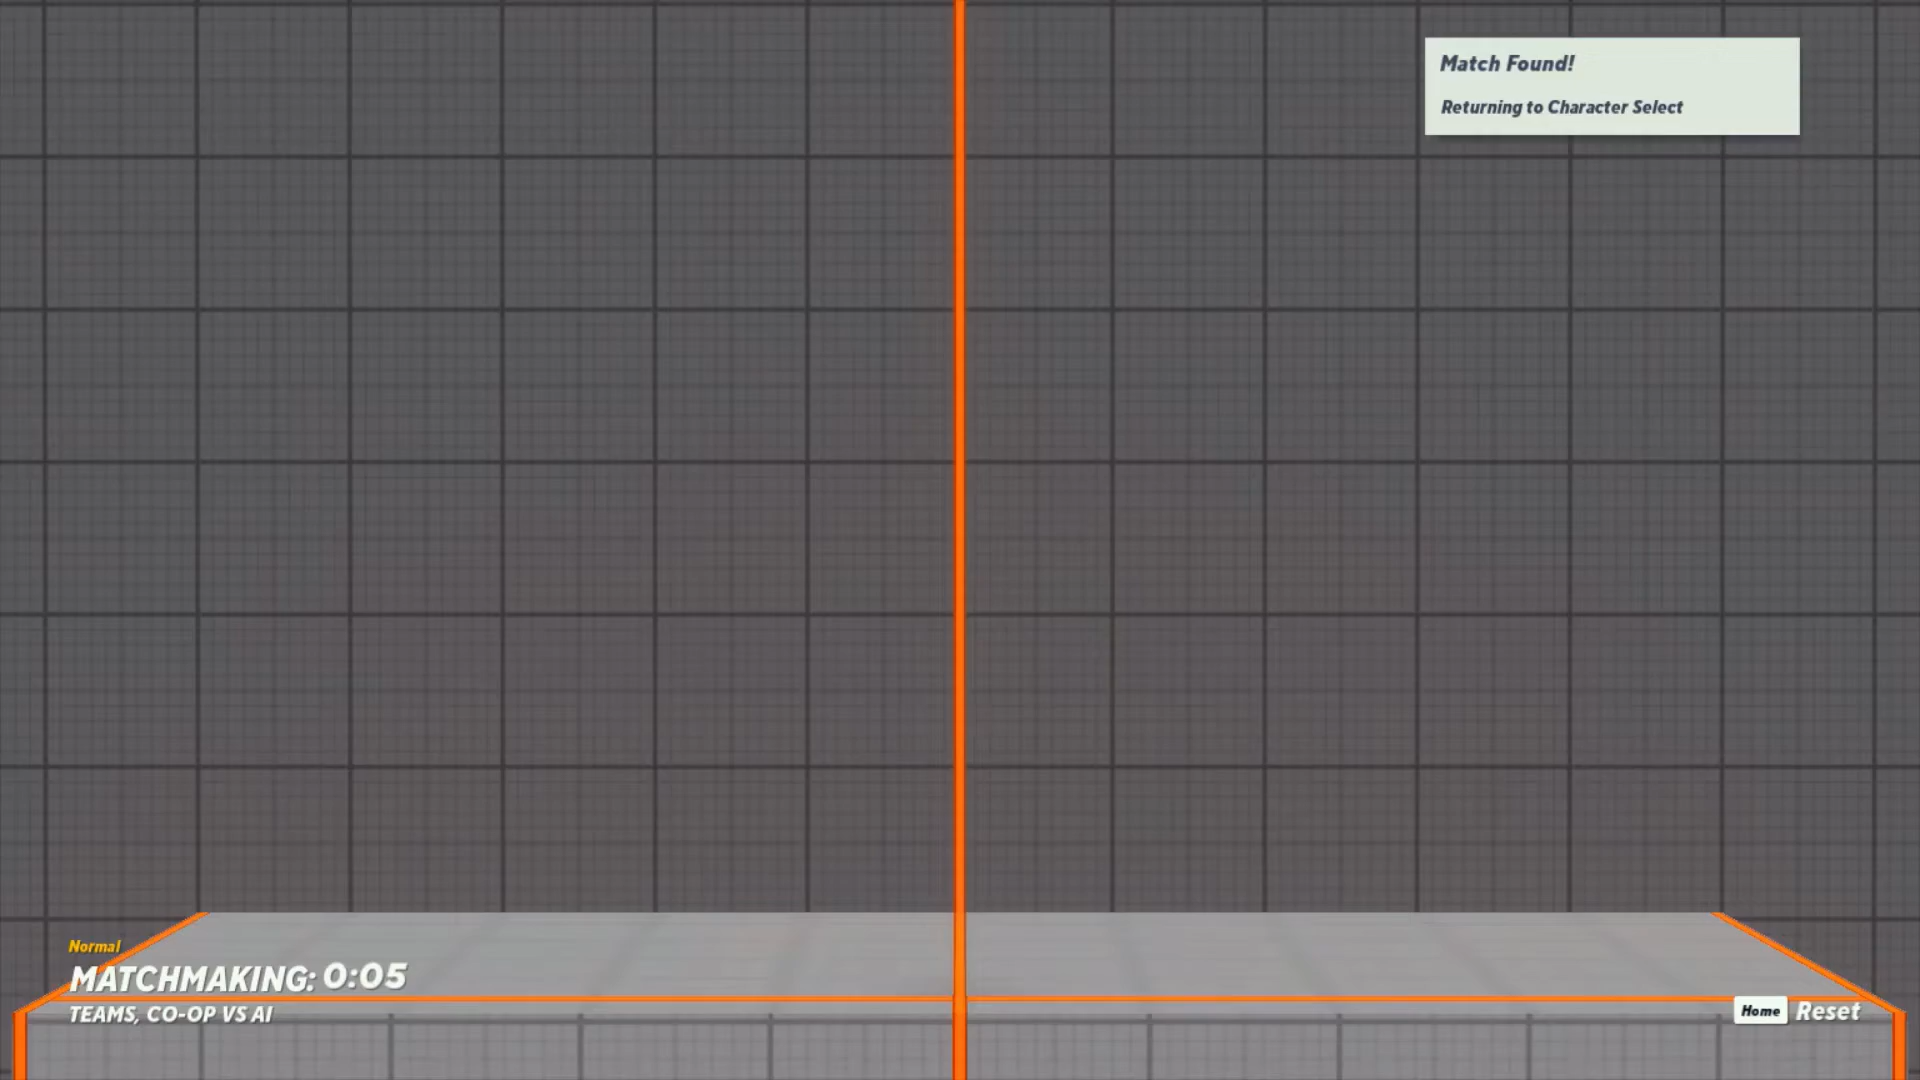 Match Found!
Returning to Character Select
Normal
MATCHMAKING: 0:05
TEAMS, CO-OP VS AI
Home Reset